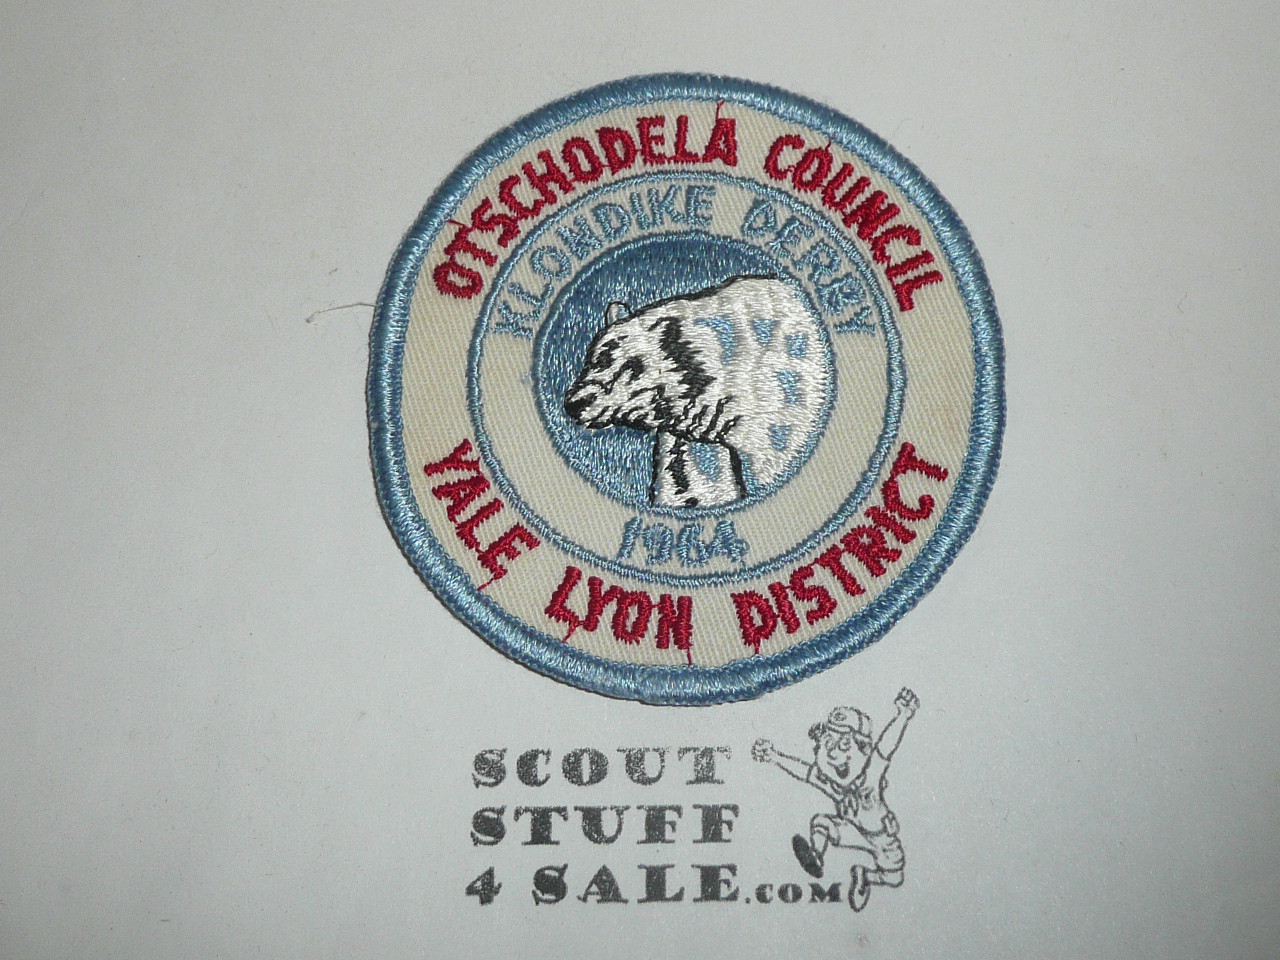 OTSCHODELA COUNCIL
KLONDIKE DERBY
1964
YALE LYON DISTRICT
SCOUT
STUFF
4 SALE.COM